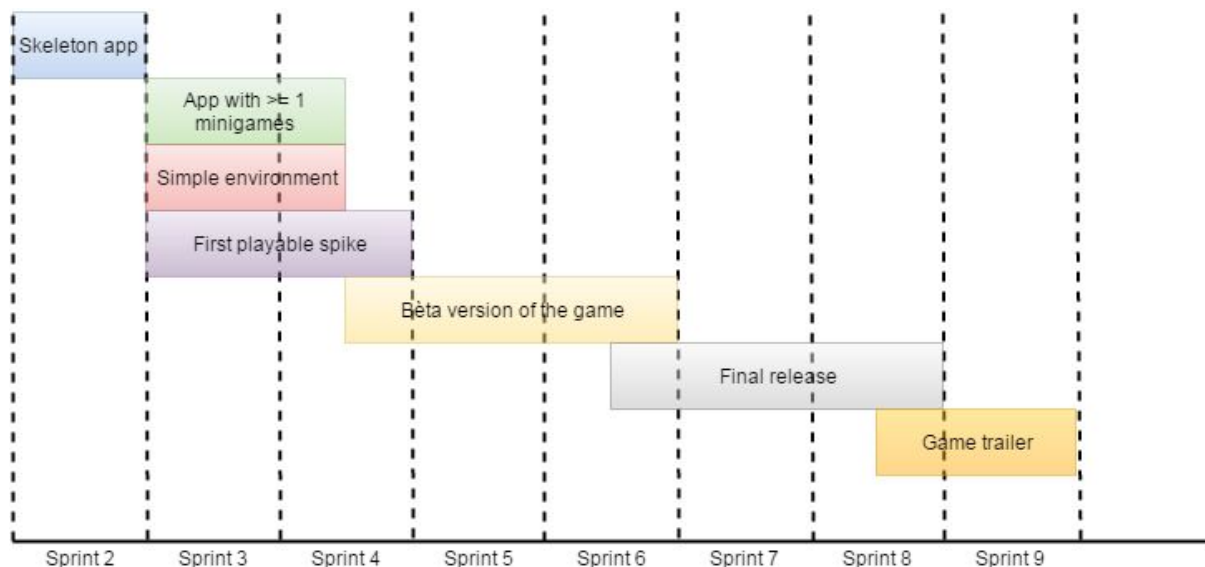 Skeleton app
App with >= 1
minigames
Simple environment
First playable spike
Bèta version of the game
Final release
Game trailer
Sprint 2
Sprint 3
Sprint 4
Sprint 5
Sprint 6
Sprint 7
Sprint 8
Sprint 9